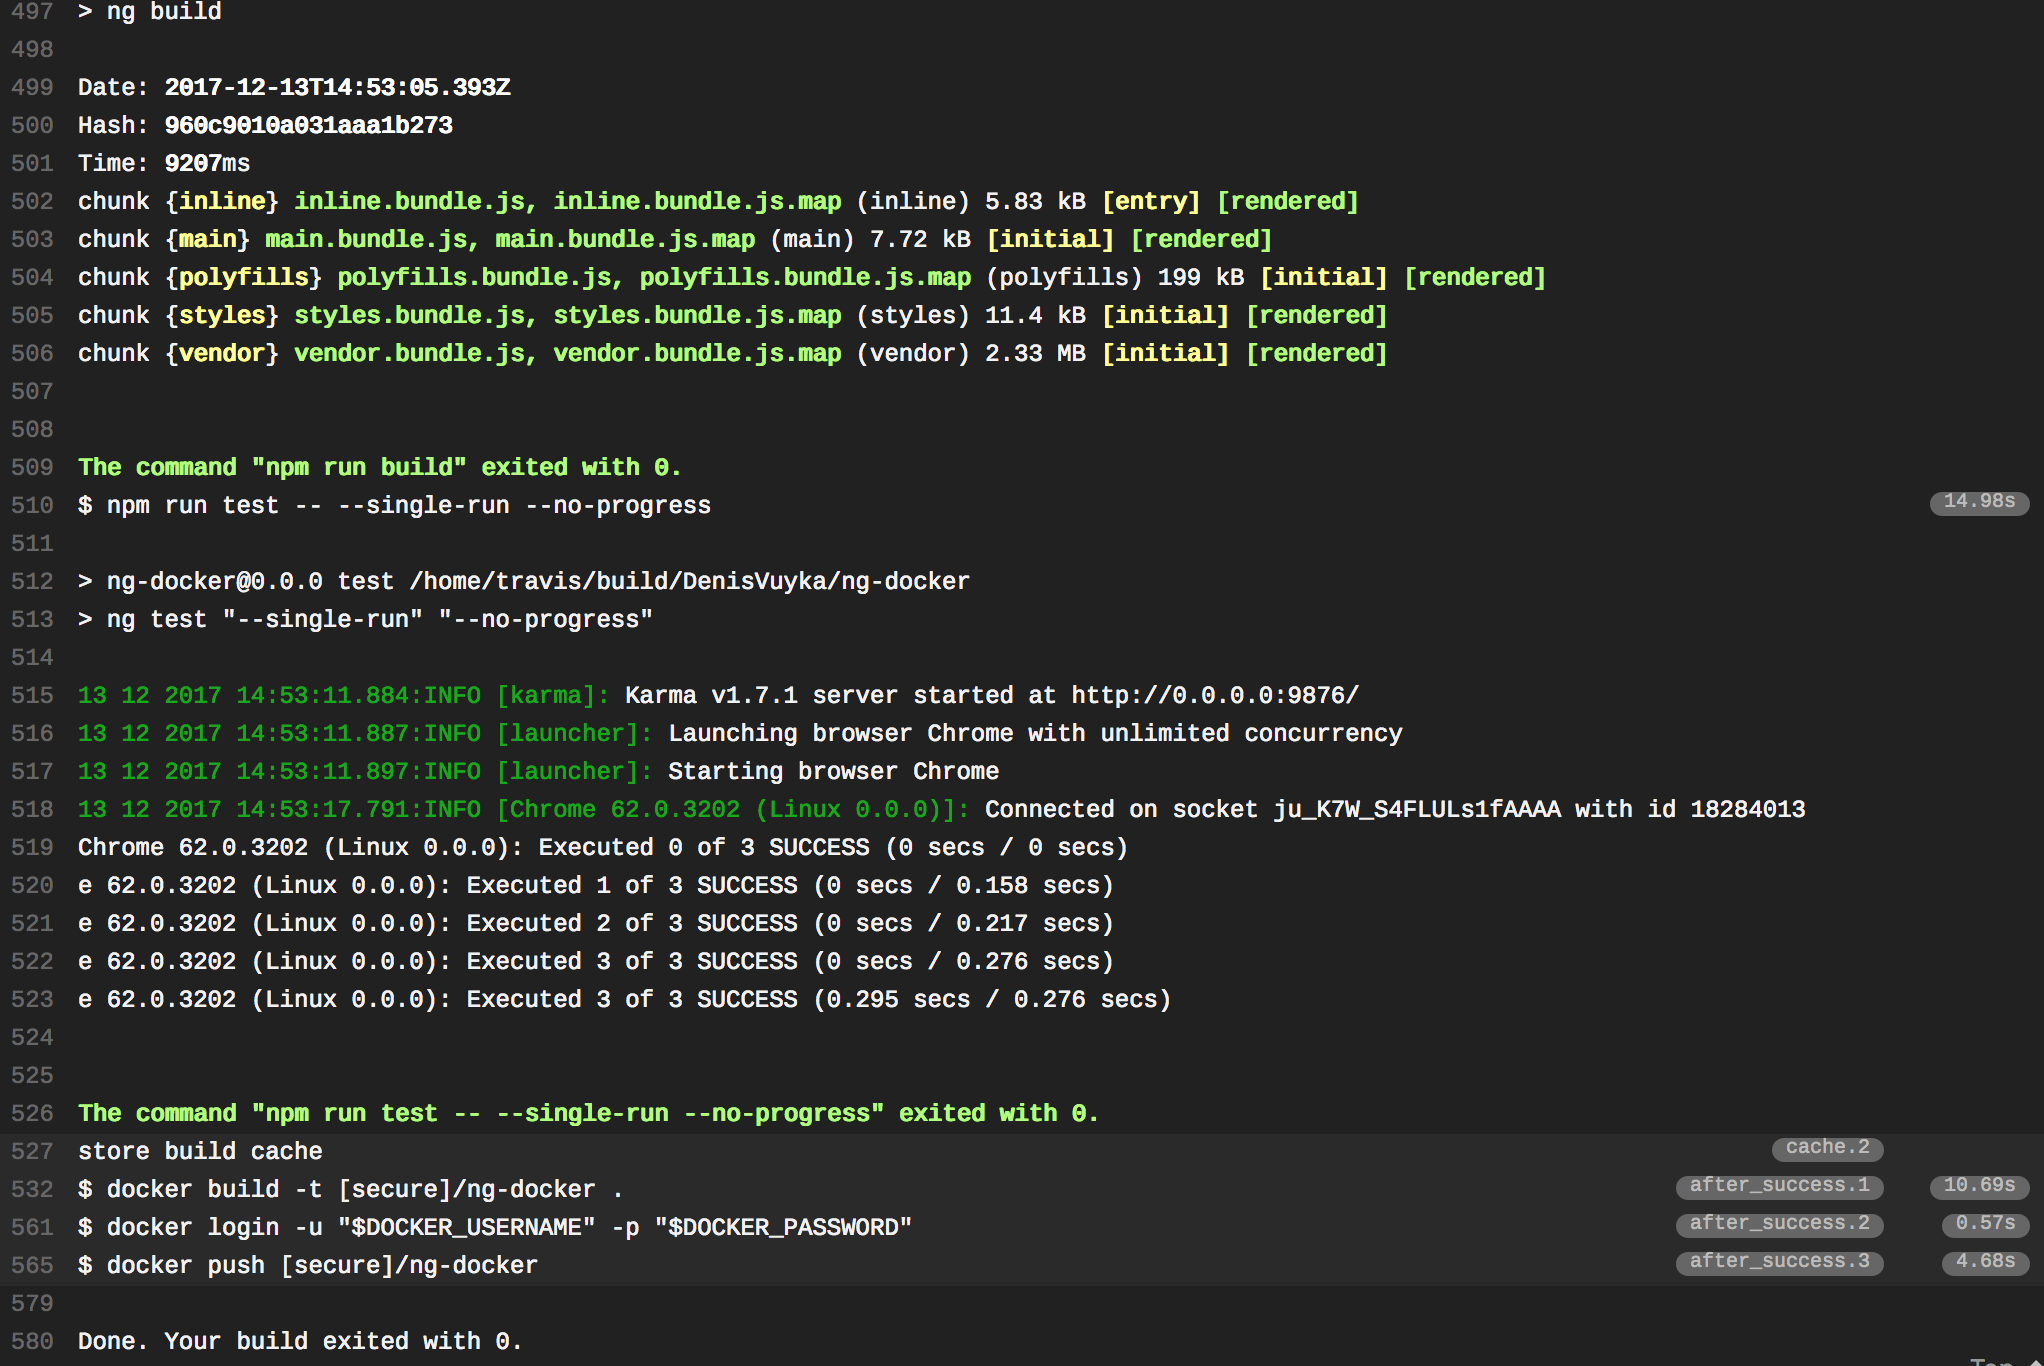 497 > ng build
498
499 Date: 2017-12-13T14:53:05.393Z
500 Hash: 960c9010a031aaa1b273
501 Time: 9207ms
502 chunk {inline} inline.bundle.js, inline.bundle.js.map (inline) 5.83 kB [entry] [rendered]
503 chunk {main} main.bundle.js, main.bundle.js.map (main) 7.72 kB [initial] [rendered]
504 chunk {polyfills} polyfills.bundle.js, polyfills.bundle.js.map (polyfills) 199 kB [initial] [rendered]
505 chunk {styles} styles.bundle.js, styles.bundle.js.map (styles) 11.4 kB [initial] [rendered]
506 chunk {vendor} vendor.bundle.js, vendor.bundle.js.map (vendor) 2.33 MB [initial] [rendered]
507
508
509 The command "npm run build" exited with 0.
510 $ npm run test -- --single-run --no-progress 14.98s
511
512 > ng-docker@0.0.0 test /home/travis/build/DenisVuyka/ng-docker
513 > ng test "--single-run" "--no-progress"
514
515 13 12 2017 14:53:11.884:INFO [karma]: Karma v1.7.1 server started at http://0.0.0.0:9876/
516 13 12 2017 14:53:11.887:INFO [launcher]: Launching browser Chrome with unlimited concurrency
517 13 12 2017 14:53:11.897:INFO [launcher]: Starting browser Chrome
518 13 12 2017 14:53:17.791:INFO [Chrome 62.0.3202 (Linux 0.0.0)]: Connected on socket ju_K7W_S4FLULs1fAAAA with id 18284013
519 Chrome 62.0.3202 (Linux 0.0.0): Executed 0 of 3 SUCCESS (0 secs / 0 secs)
520 e 62.0.3202 (Linux 0.0.0): Executed 1 of 3 SUCCESS (0 secs / 0.158 secs)
521 e 62.0.3202 (Linux 0.0.0): Executed 2 of 3 SUCCESS (0 secs / 0.217 secs)
522 e 62.0.3202 (Linux 0.0.0): Executed 3 of 3 SUCCESS (0 secs / 0.276 secs)
523 e 62.0.3202 (Linux 0.0.0): Executed 3 of 3 SUCCESS (0.295 secs / 0.276 secs)
524
525
526 The command "npm run test -- --single-run --no-progress" exited with 0.
527 store build cache cache.2
532 $ docker build -t [secure]/ng-docker . after_success.1 10.69s
561 $ docker login -u "$DOCKER_USERNAME" -p "$DOCKER_PASSWORD" after_success.2 0.57s
565 $ docker push [secure]/ng-docker after_success.3 4.68s
579
580 Done. Your build exited with 0.